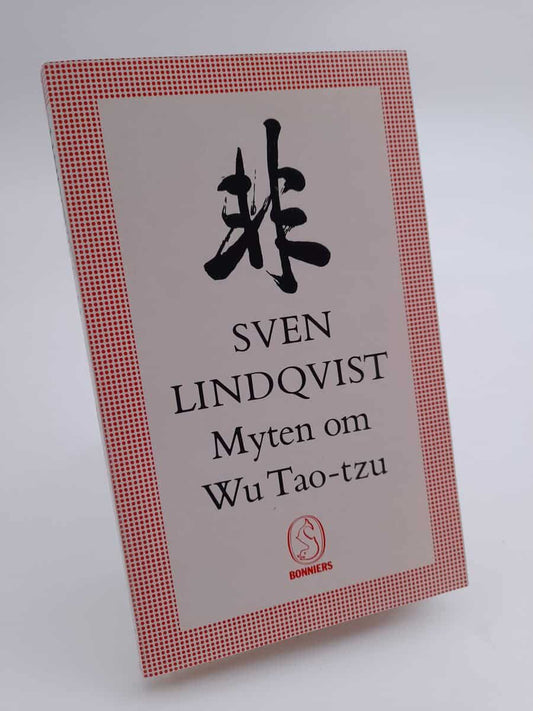 非
SVEN
LINDQVIST
Myten om
Wu Tao-tzu
BONNIERS